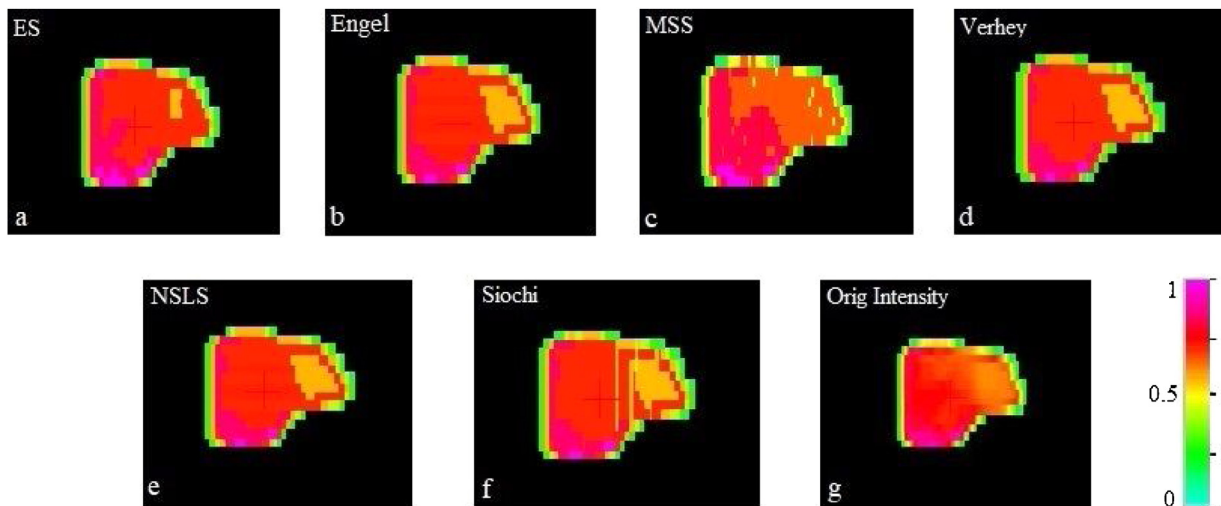 ES
Engel
MSS
Verhey
a
b
c
d
NSLS
Siochi
Orig Intensity
1
0.5
0
e
f
g